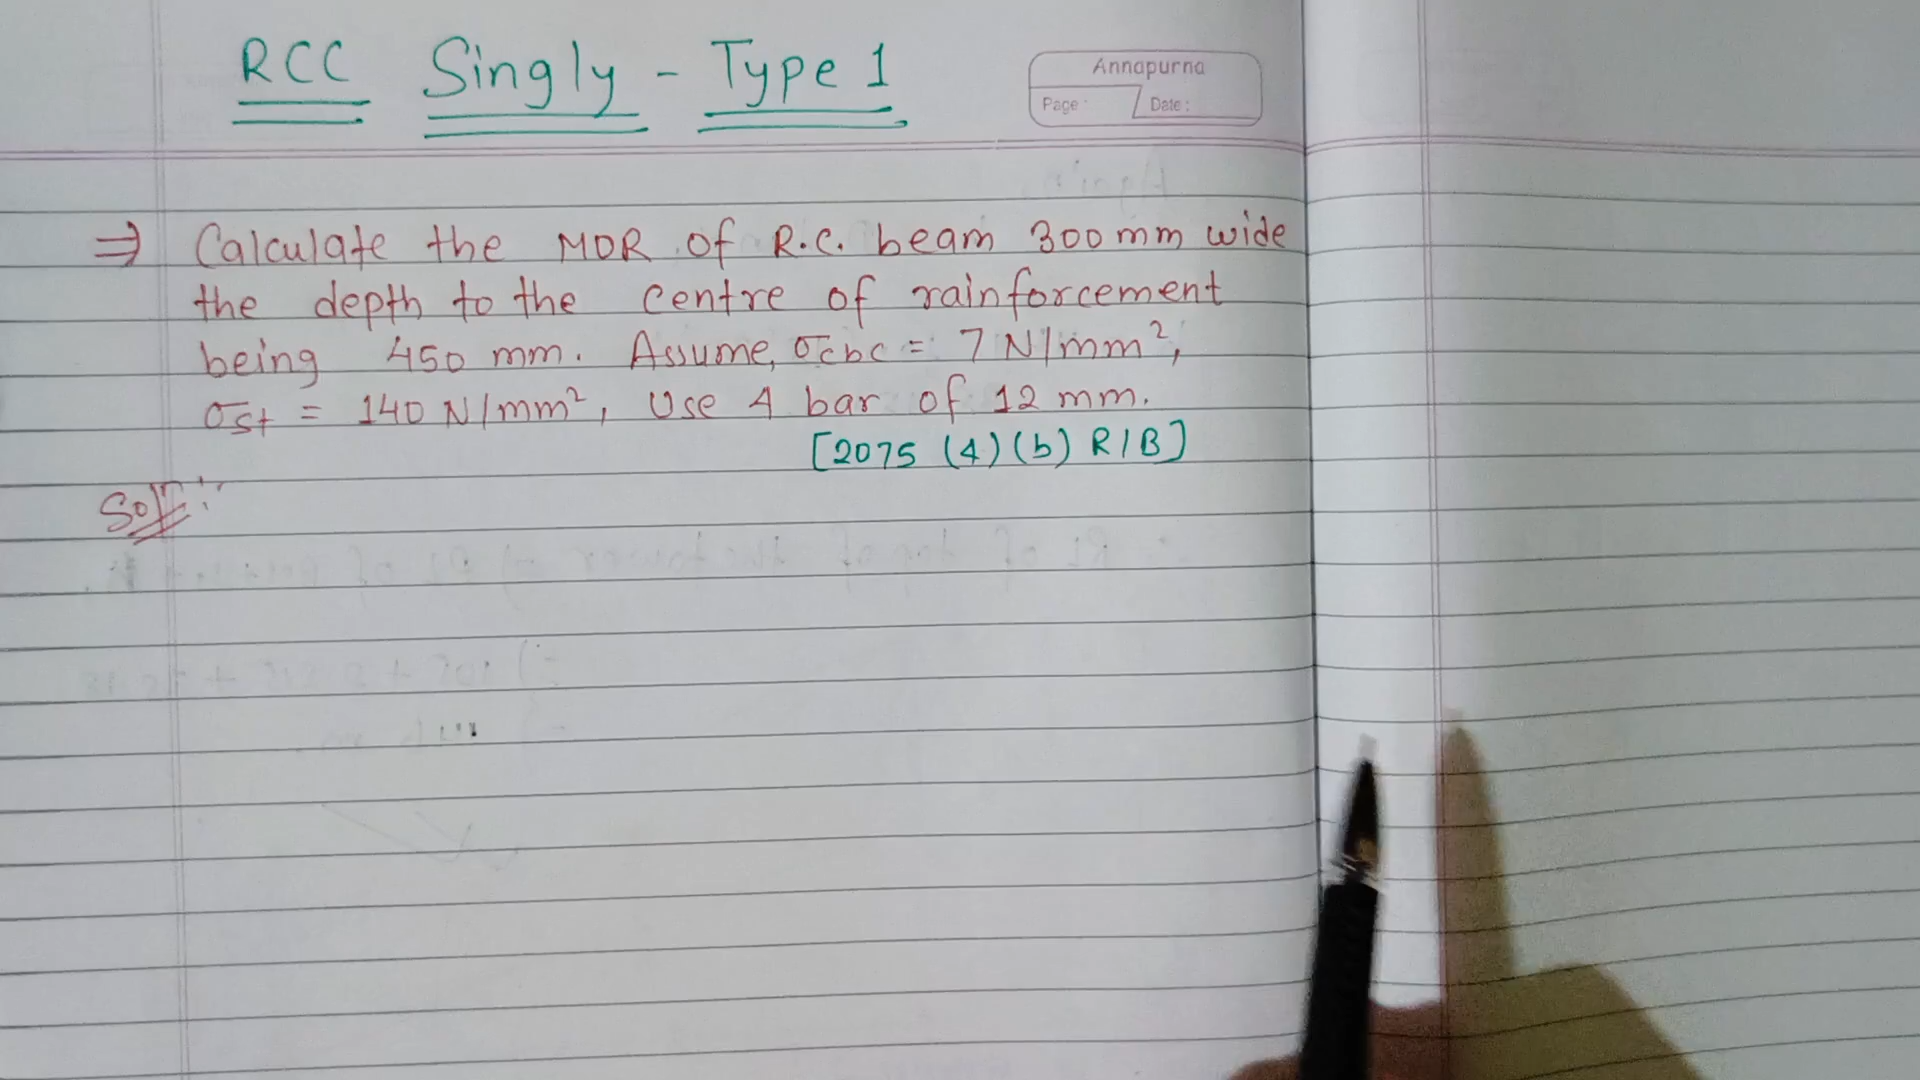 RCC Singly - Type 1
Annapurna
Page : Date :
⇒ Calculate the MOR of R.C. beam 300 mm wide
the depth to the centre of rainforcement
being 450 mm. Assume, σcbc = 7 N/mm²,
σst = 140 N/mm², Use 4 bar of 12 mm.
[2075 (4)(b) R/B]
Solⁿ:-